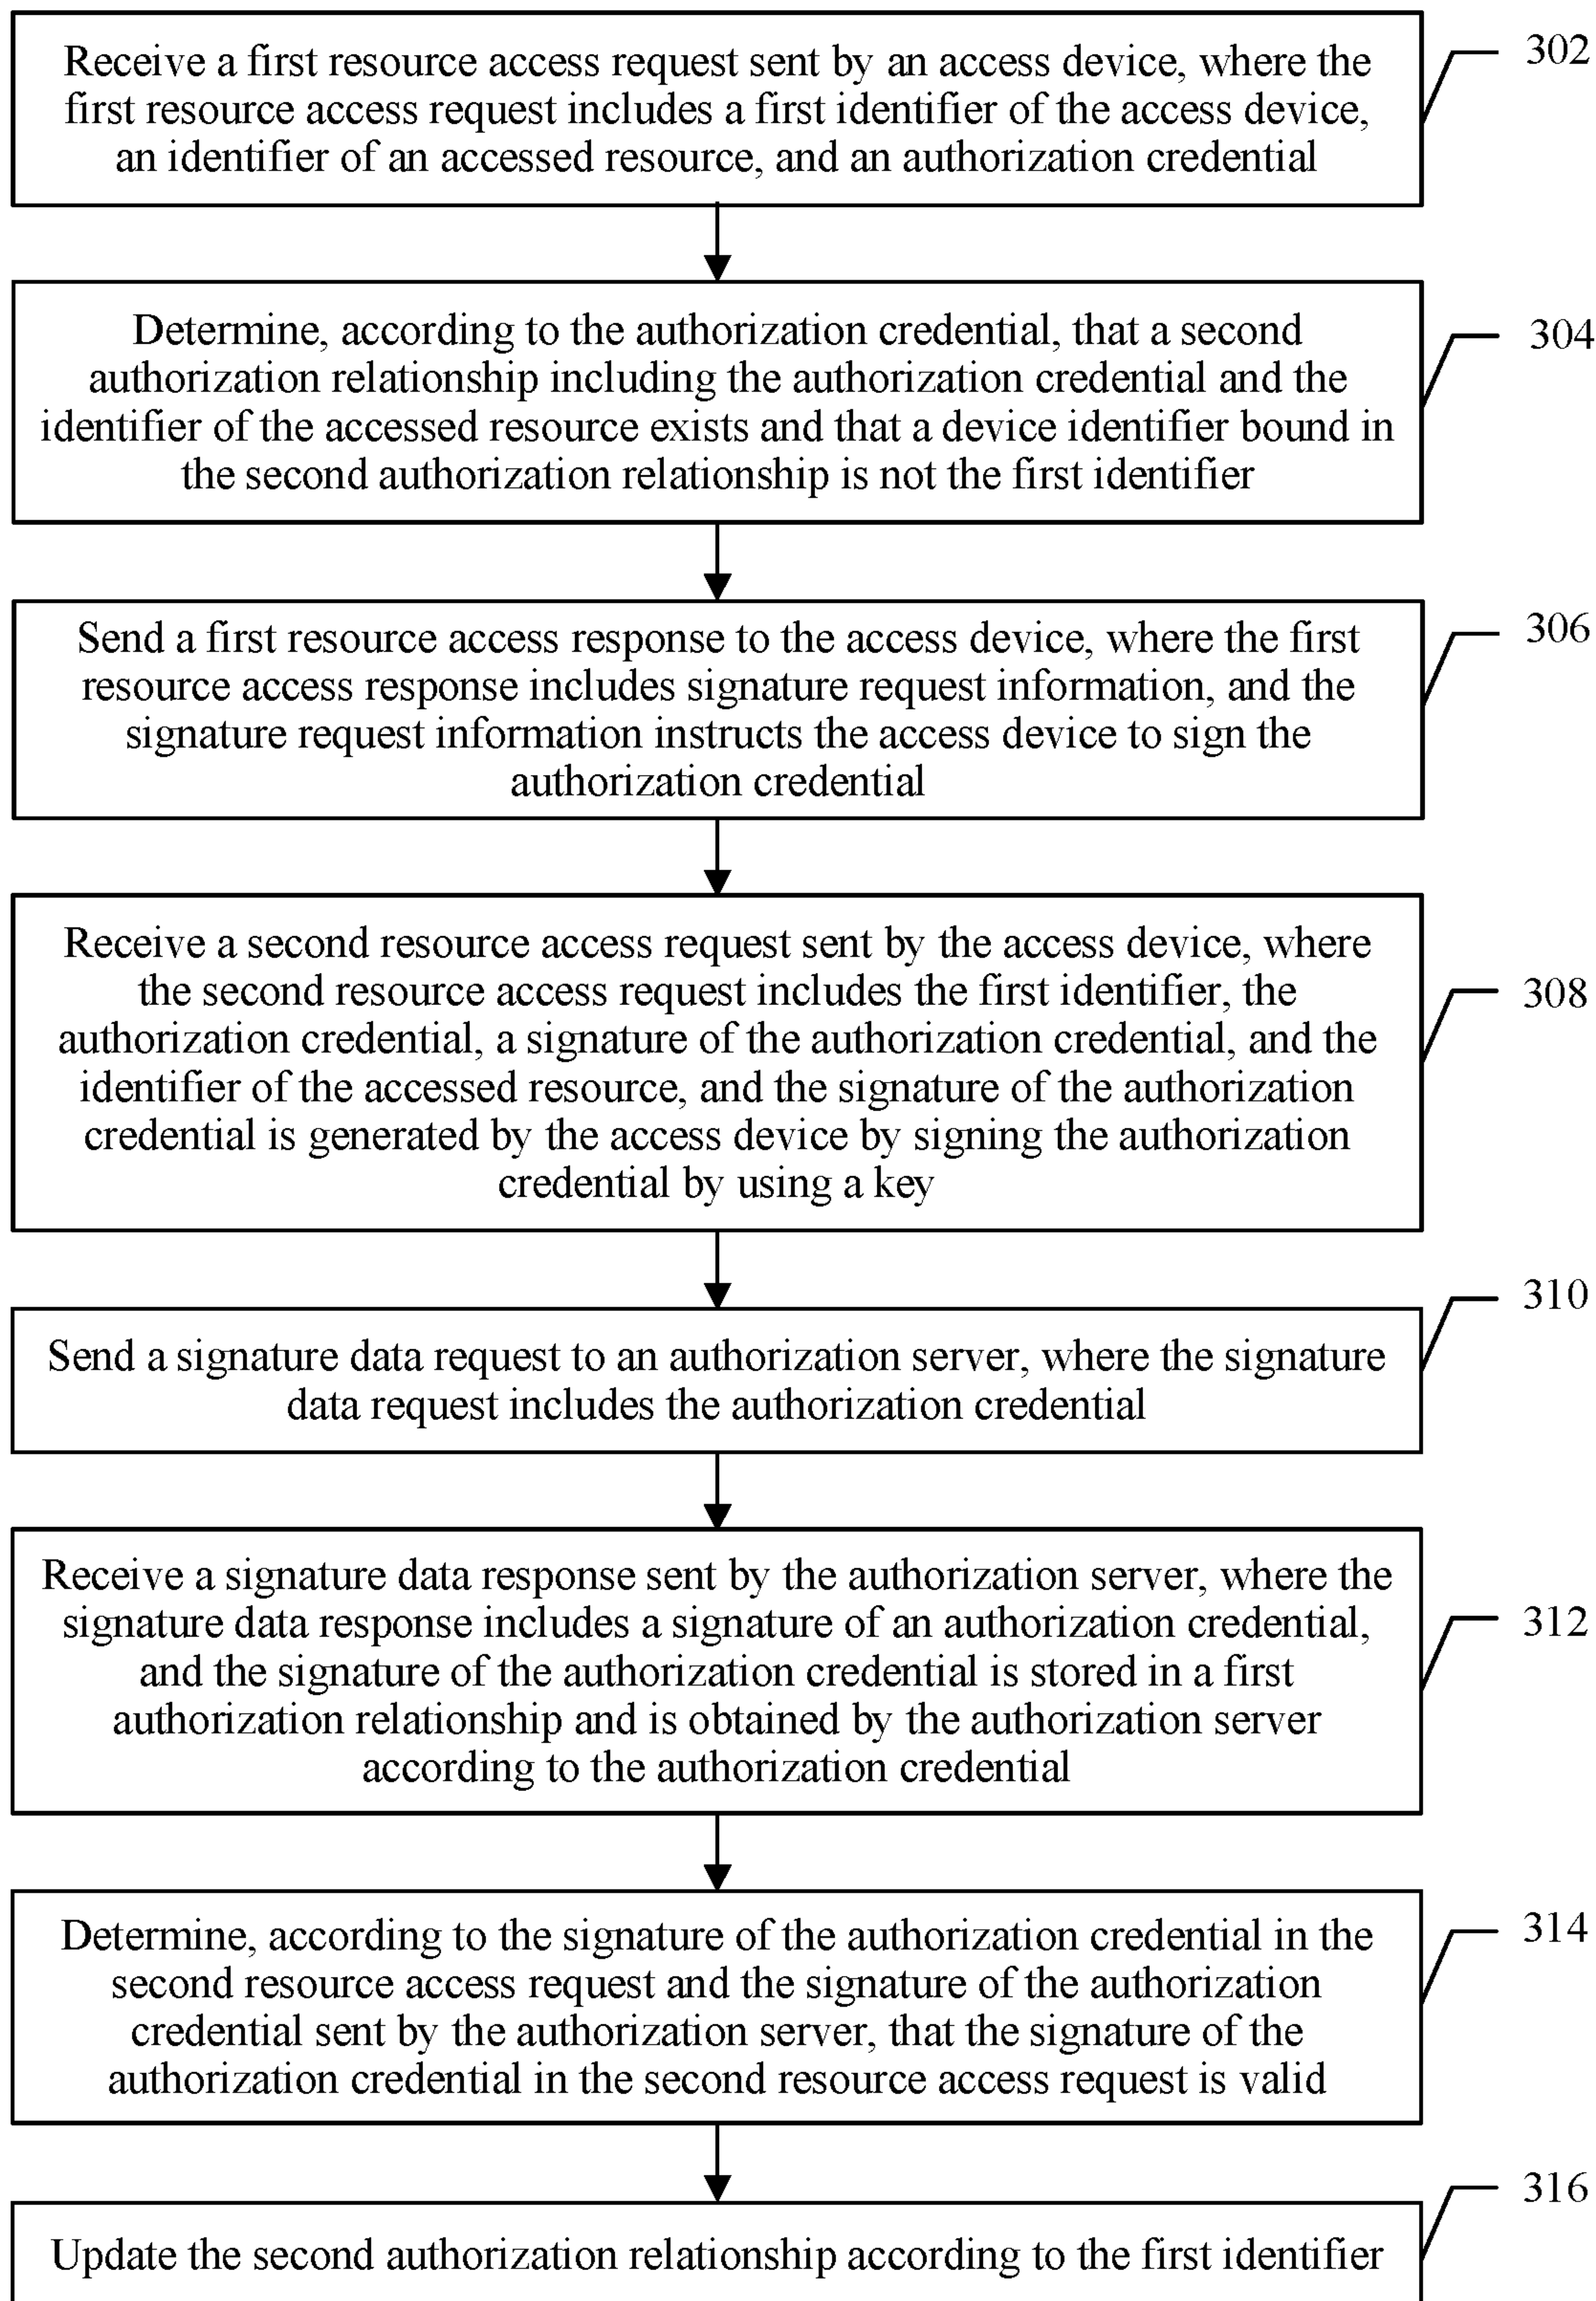 Receive a first resource access request sent by an access device, where the
first resource access request includes a first identifier of the access device,
an identifier of an accessed resource, and an authorization credential
302
Determine, according to the authorization credential, that a second
authorization relationship including the authorization credential and the
identifier of the accessed resource exists and that a device identifier bound in
the second authorization relationship is not the first identifier
304
Send a first resource access response to the access device, where the first
resource access response includes signature request information, and the
signature request information instructs the access device to sign the
authorization credential
306
Receive a second resource access request sent by the access device, where
the second resource access request includes the first identifier, the
authorization credential, a signature of the authorization credential, and the
identifier of the accessed resource, and the signature of the authorization
credential is generated by the access device by signing the authorization
credential by using a key
308
Send a signature data request to an authorization server, where the signature
data request includes the authorization credential
310
Receive a signature data response sent by the authorization server, where the
signature data response includes a signature of an authorization credential,
and the signature of the authorization credential is stored in a first
authorization relationship and is obtained by the authorization server
according to the authorization credential
312
Determine, according to the signature of the authorization credential in the
second resource access request and the signature of the authorization
credential sent by the authorization server, that the signature of the
authorization credential in the second resource access request is valid
314
Update the second authorization relationship according to the first identifier
316